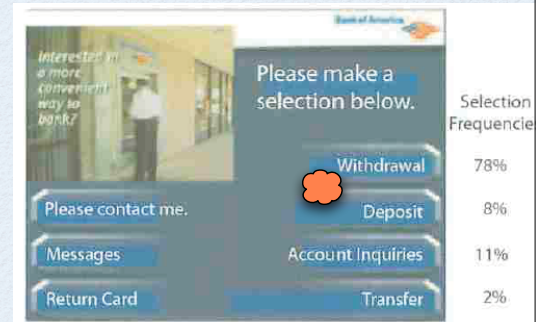 Bank of America
interested in
a more
convenient
way to
bank?
Please make a
selection below.
Selection
Frequencie
Withdrawal
78%
Please contact me.
Deposit
8%
Messages
Account Inquiries
11%
Return Card
Transfer
2%